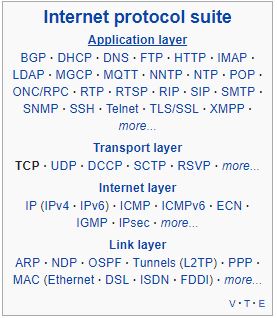 Internet protocol suite
Application layer
BGP · DHCP · DNS · FTP · HTTP · IMAP ·
LDAP · MGCP · MQTT · NNTP · NTP · POP ·
ONC/RPC · RTP · RTSP · RIP · SIP · SMTP ·
SNMP · SSH · Telnet · TLS/SSL · XMPP ·
more...
Transport layer
TCP · UDP · DCCP · SCTP · RSVP · more...
Internet layer
IP (IPv4 · IPv6) · ICMP · ICMPv6 · ECN ·
IGMP · IPsec · more...
Link layer
ARP · NDP · OSPF · Tunnels (L2TP) · PPP ·
MAC (Ethernet · DSL · ISDN · FDDI) · more...
V · T · E